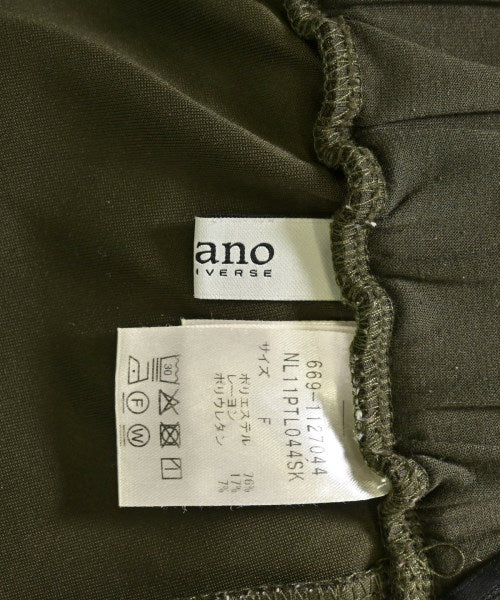 ano
IVERSE
669-1127044
NL11PTL044SK
サイズ F
ポリエステル 76%
レーヨン 17%
ポリウレタン 7%
30
F
W